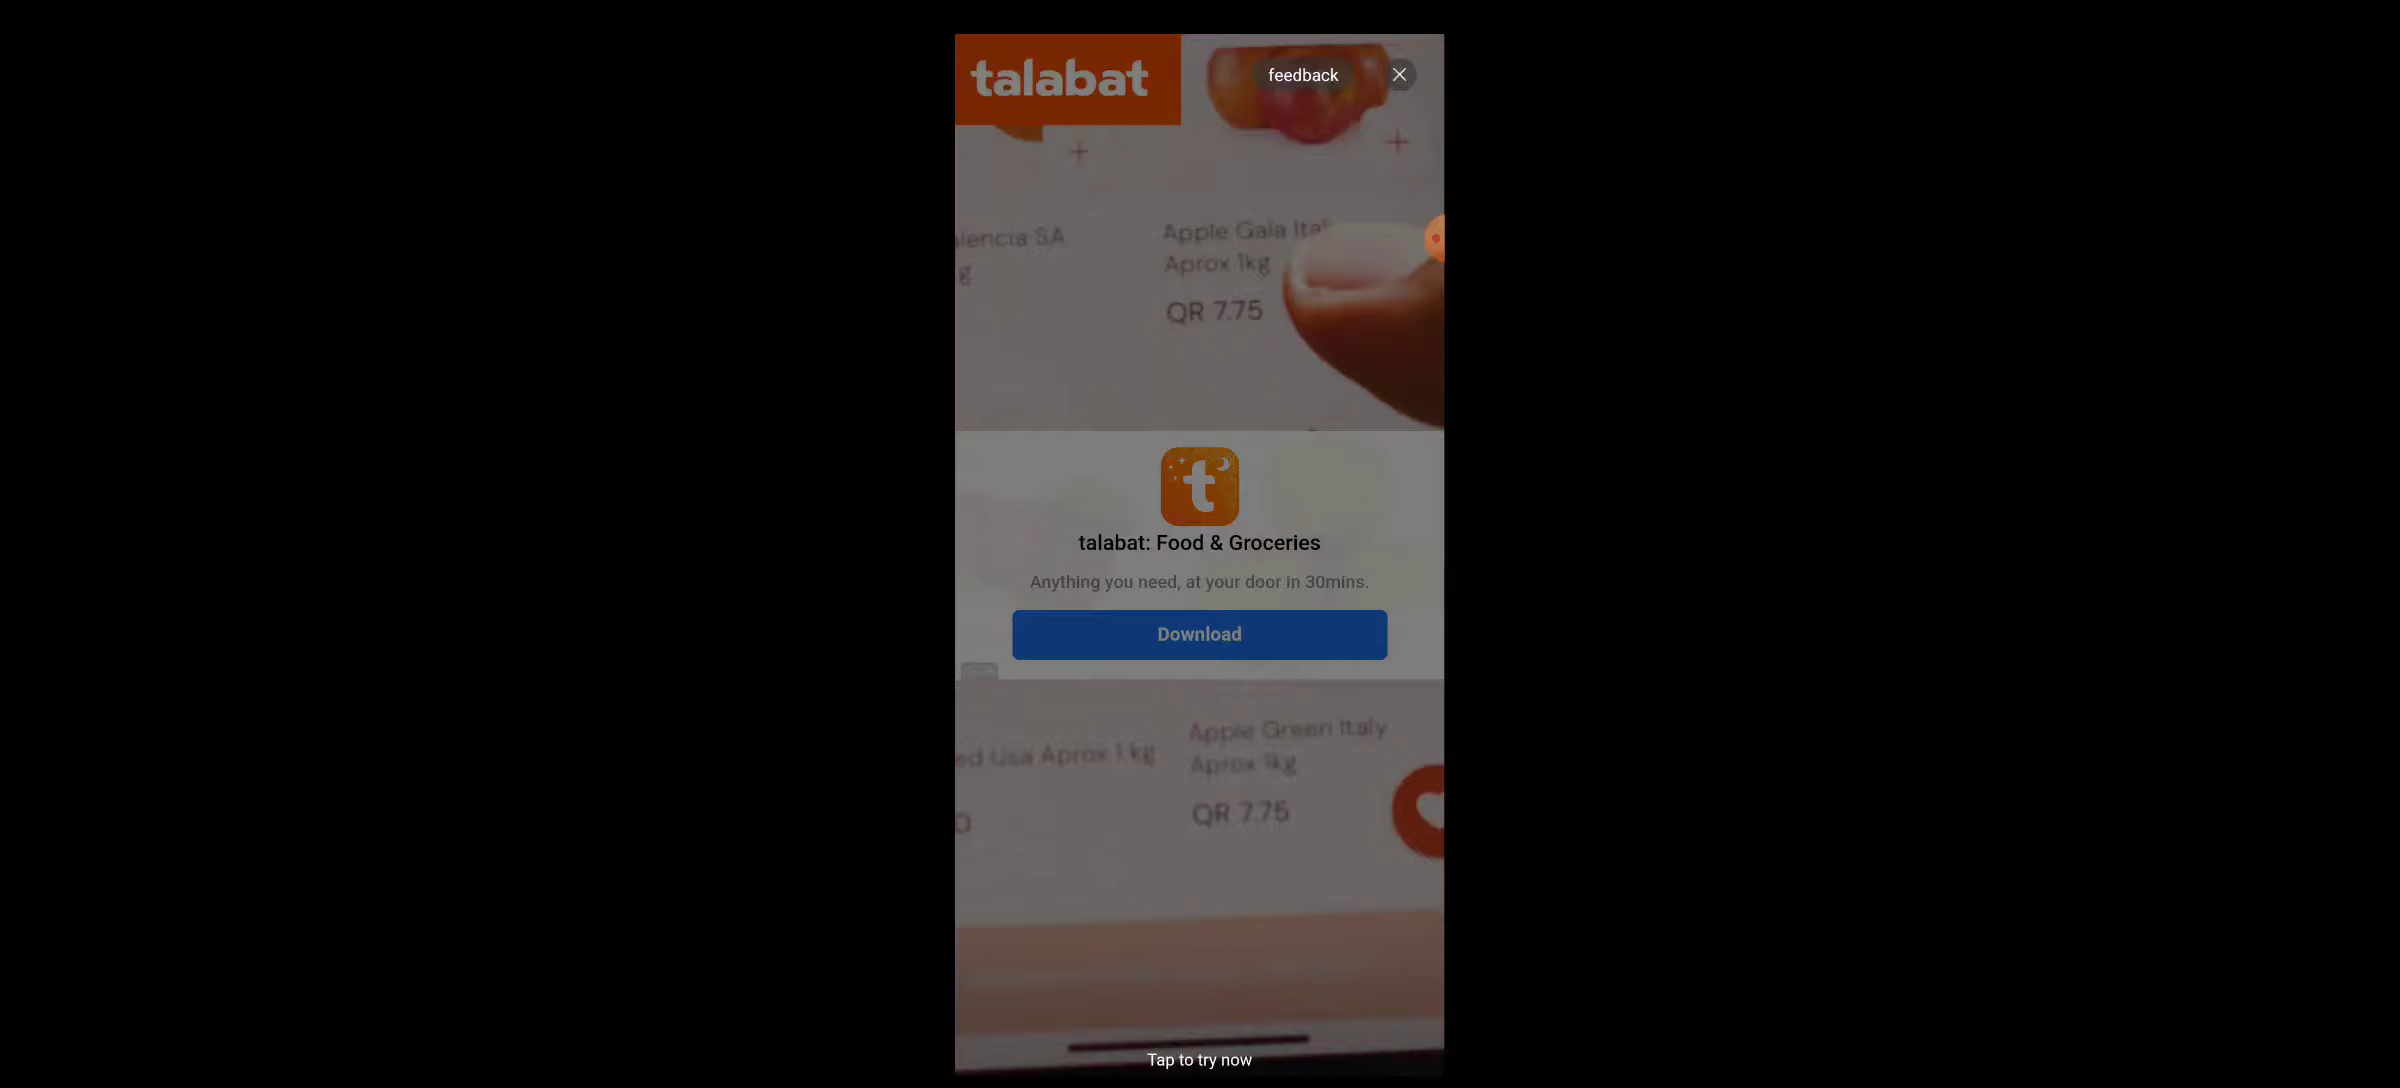 talabat
feedback
Apple Gala
Aprox 1kg
QR 7.75
SA
g
talabat: Food & Groceries
Anything you need, at your door in 30mins.
Download
Apple Green Italy
Aprox 1kg
QR 7.75
Usa Aprox 1 kg
Tap to try now